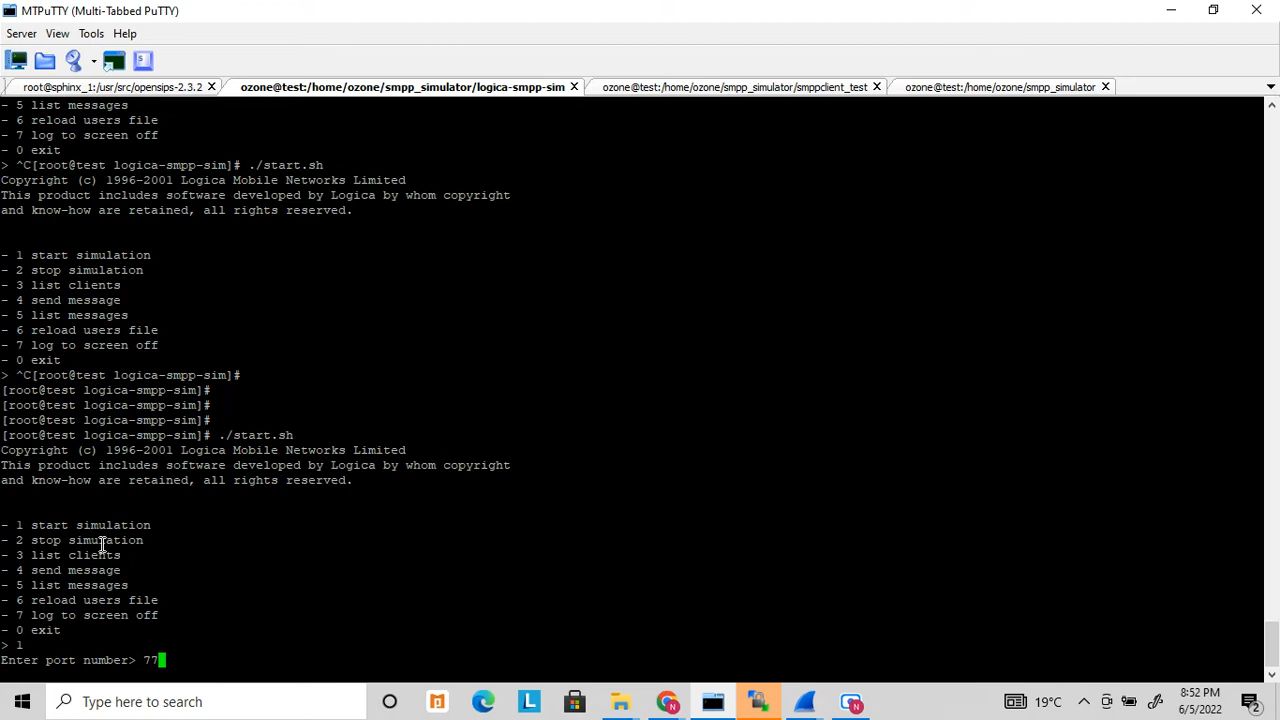 MTPuTTY (Multi-Tabbed PuTTY)
Server View Tools Help
root@sphinx_1:/usr/src/opensips-2.3.2 ozone@test:/home/ozone/smpp_simulator/logica-smpp-sim ozone@test:/home/ozone/smpp_simulator/smppclient_test ozone@test:/home/ozone/smpp_simulator
- 5 list messages
- 6 reload users file
- 7 log to screen off
- 0 exit
> ^C[root@test logica-smpp-sim]# ./start.sh
Copyright (c) 1996-2001 Logica Mobile Networks Limited
This product includes software developed by Logica by whom copyright
and know-how are retained, all rights reserved.
- 1 start simulation
- 2 stop simulation
- 3 list clients
- 4 send message
- 5 list messages
- 6 reload users file
- 7 log to screen off
- 0 exit
> ^C[root@test logica-smpp-sim]#
[root@test logica-smpp-sim]#
[root@test logica-smpp-sim]#
[root@test logica-smpp-sim]#
[root@test logica-smpp-sim]# ./start.sh
Copyright (c) 1996-2001 Logica Mobile Networks Limited
This product includes software developed by Logica by whom copyright
and know-how are retained, all rights reserved.
- 1 start simulation
- 2 stop simulation
- 3 list clients
- 4 send message
- 5 list messages
- 6 reload users file
- 7 log to screen off
- 0 exit
> 1
Enter port number> 77
Type here to search
19°C
8:52 PM
6/5/2022
2